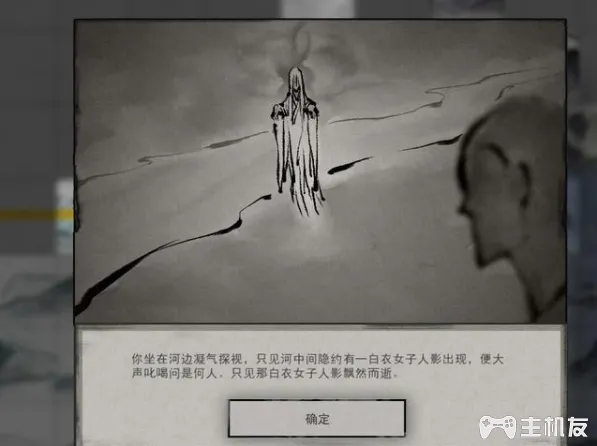 你坐在河边凝气探视，只见河中间隐约有一白衣女子人影出现，便大
声叱喝问是何人。只见那白衣女子人影飘然而逝。
确定
主机友